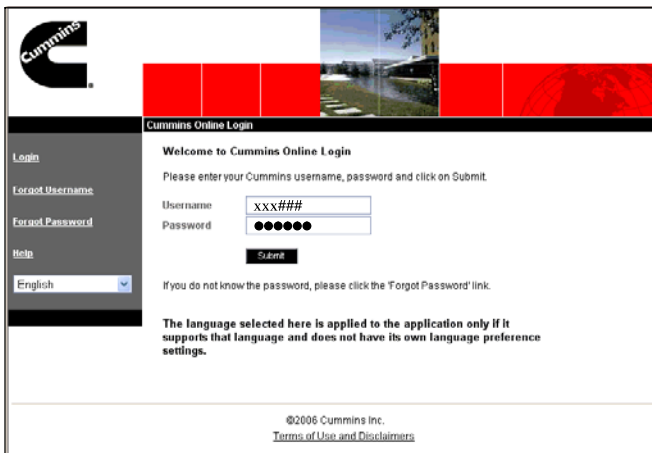 Cummins
Cummins Online Login
Login
Forgot Username
Forgot Password
Help
English
Welcome to Cummins Online Login
Please enter your Cummins username, password and click on Submit.
Username xxx###
Password ●●●●●●
Submit
If you do not know the password, please click the 'Forgot Password' link.
The language selected here is applied to the application only if it
supports that language and does not have its own language preference
settings.
©2006 Cummins Inc.
Terms of Use and Disclaimers